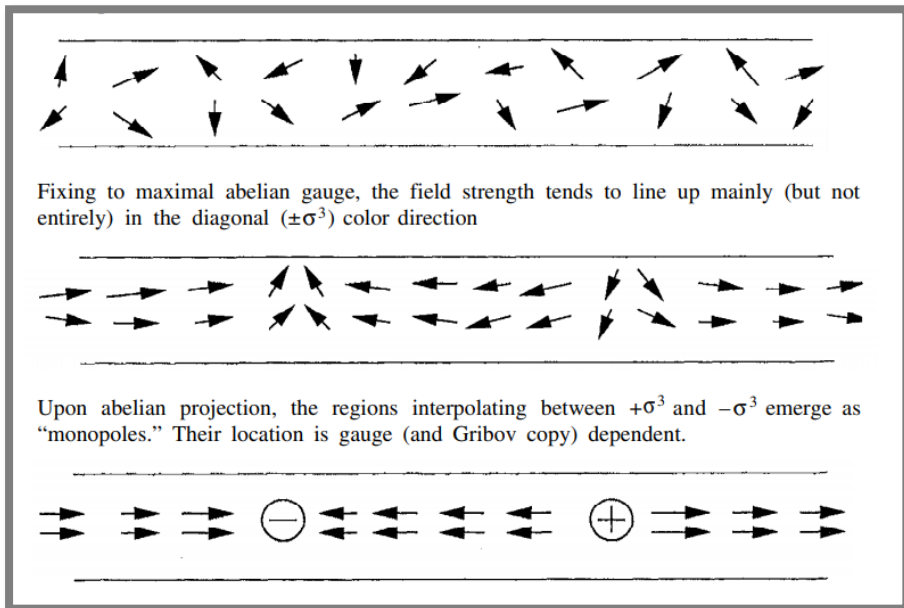 Fixing to maximal abelian gauge, the field strength tends to line up mainly (but not
entirely) in the diagonal (±σ³) color direction
Upon abelian projection, the regions interpolating between +σ³ and −σ³ emerge as
“monopoles.” Their location is gauge (and Gribov copy) dependent.
− +